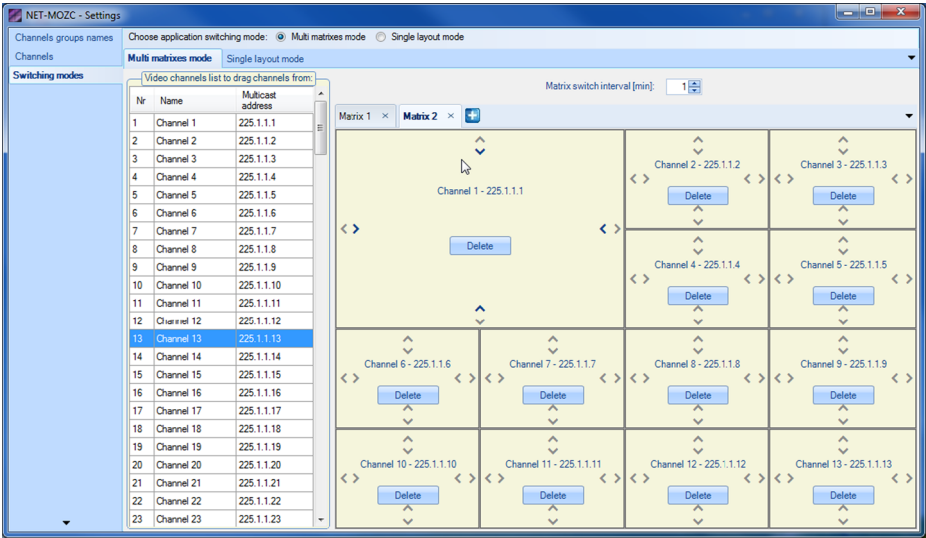 NET-MOZC - Settings
Channels groups names
Channels
Switching modes
Choose application switching mode: Multi matrixes mode Single layout mode
Multi matrixes mode Single layout mode
Video channels list to drag channels from:
Matrix switch interval [min]: 1
Nr Name Multicast address
1 Channel 1 225.1.1.1
2 Channel 2 225.1.1.2
3 Channel 3 225.1.1.3
4 Channel 4 225.1.1.4
5 Channel 5 225.1.1.5
6 Channel 6 225.1.1.6
7 Channel 7 225.1.1.7
8 Channel 8 225.1.1.8
9 Channel 9 225.1.1.9
10 Channel 10 225.1.1.10
11 Channel 11 225.1.1.11
12 Channel 12 225.1.1.12
13 Channel 13 225.1.1.13
14 Channel 14 225.1.1.14
15 Channel 15 225.1.1.15
16 Channel 16 225.1.1.16
17 Channel 17 225.1.1.17
18 Channel 18 225.1.1.18
19 Channel 19 225.1.1.19
20 Channel 20 225.1.1.20
21 Channel 21 225.1.1.21
22 Channel 22 225.1.1.22
23 Channel 23 225.1.1.23
Matrix 1 Matrix 2
Channel 1 - 225.1.1.1
Delete
Channel 2 - 225.1.1.2 Channel 3 - 225.1.1.3
Delete Delete
Channel 4 - 225.1.1.4 Channel 5 - 225.1.1.5
Delete Delete
Channel 6 - 225.1.1.6 Channel 7 - 225.1.1.7 Channel 8 - 225.1.1.8 Channel 9 - 225.1.1.9
Delete Delete Delete Delete
Channel 10 - 225.1.1.10 Channel 11 - 225.1.1.11 Channel 12 - 225.1.1.12 Channel 13 - 225.1.1.13
Delete Delete Delete Delete